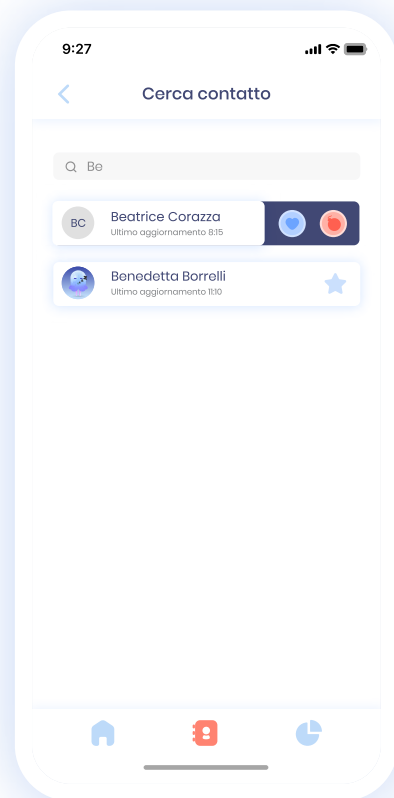 9:27
Cerca contatto
Be
BC
Beatrice Corazza
Ultimo aggiornamento 8:15
Benedetta Borrelli
Ultimo aggiornamento 11:10